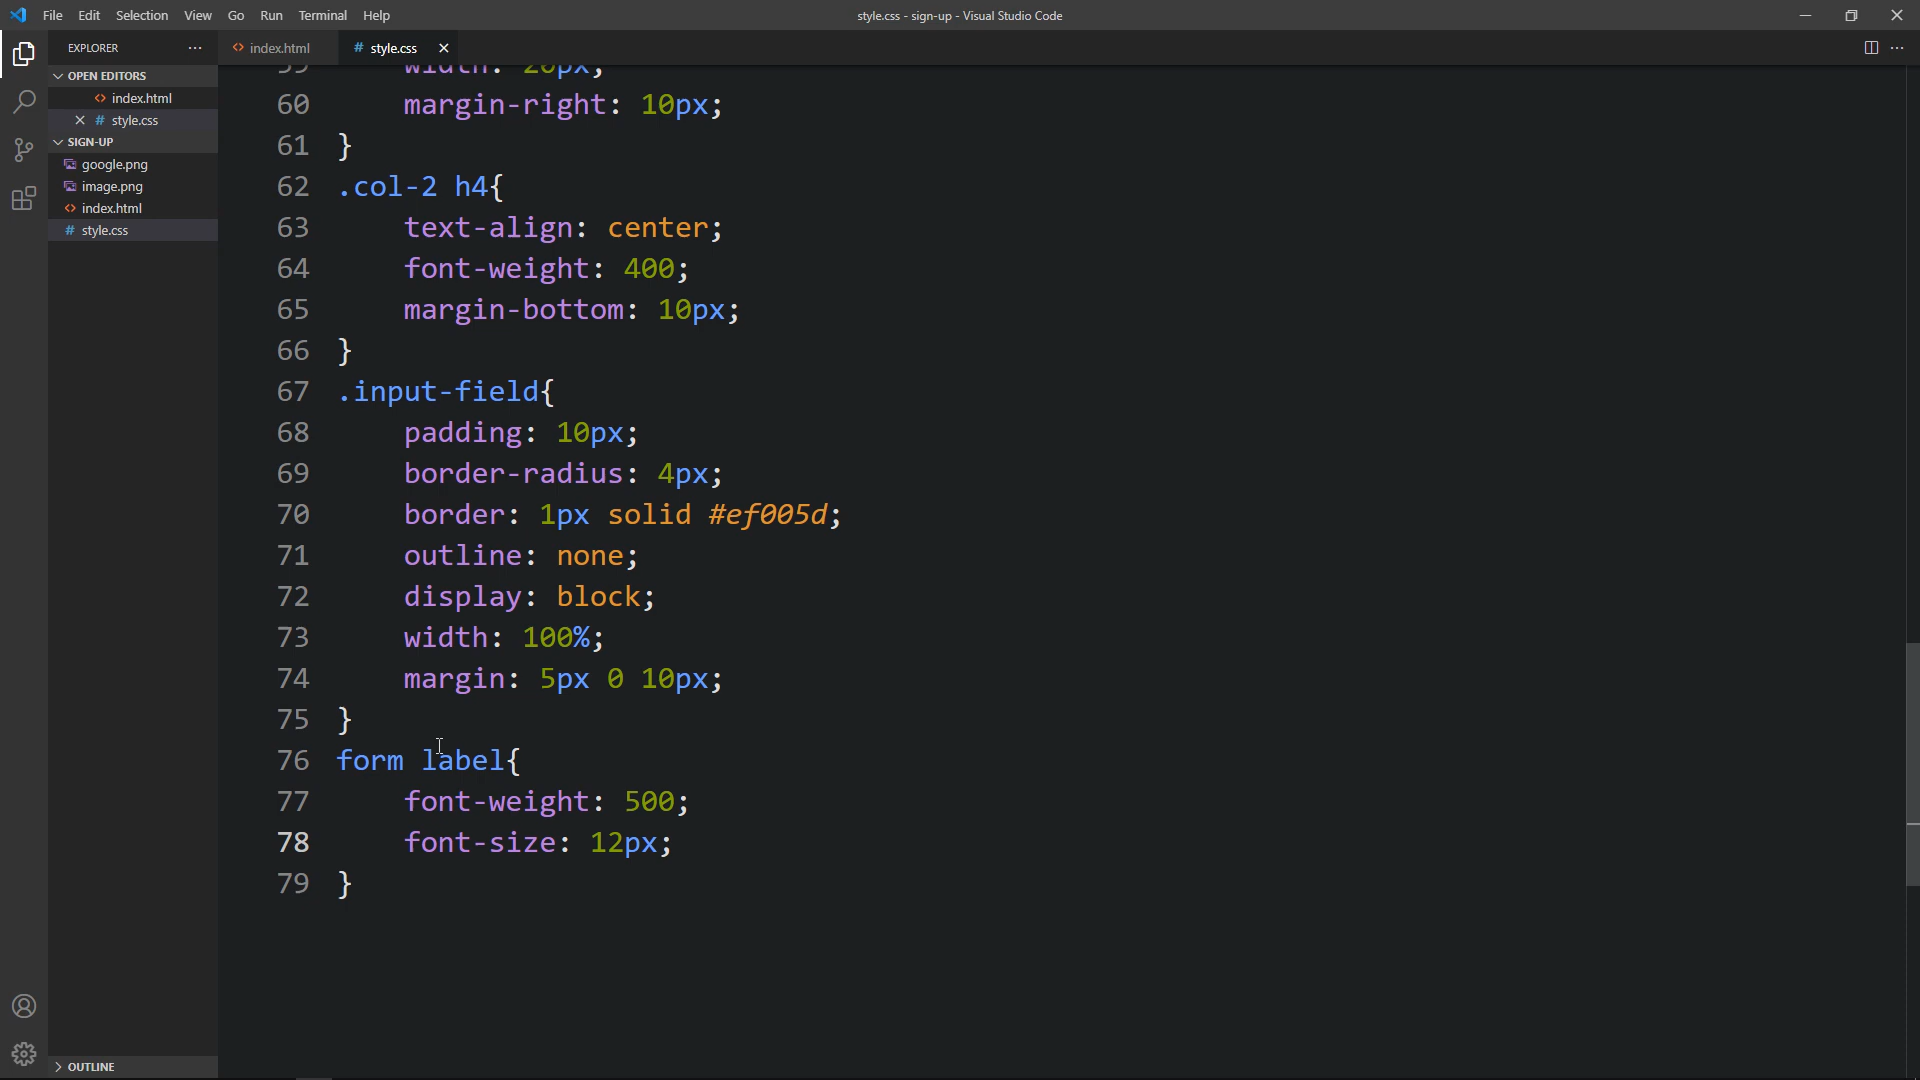 File Edit Selection View Go Run Terminal Help
style.css - sign-up - Visual Studio Code
EXPLORER
index.html
# style.css
OPEN EDITORS
index.html
# style.css
SIGN-UP
google.png
image.png
index.html
# style.css
OUTLINE
59 width: 20px;
60 margin-right: 10px;
61 }
62 .col-2 h4{
63 text-align: center;
64 font-weight: 400;
65 margin-bottom: 10px;
66 }
67 .input-field{
68 padding: 10px;
69 border-radius: 4px;
70 border: 1px solid #ef005d;
71 outline: none;
72 display: block;
73 width: 100%;
74 margin: 5px 0 10px;
75 }
76 form label{
77 font-weight: 500;
78 font-size: 12px;
79 }